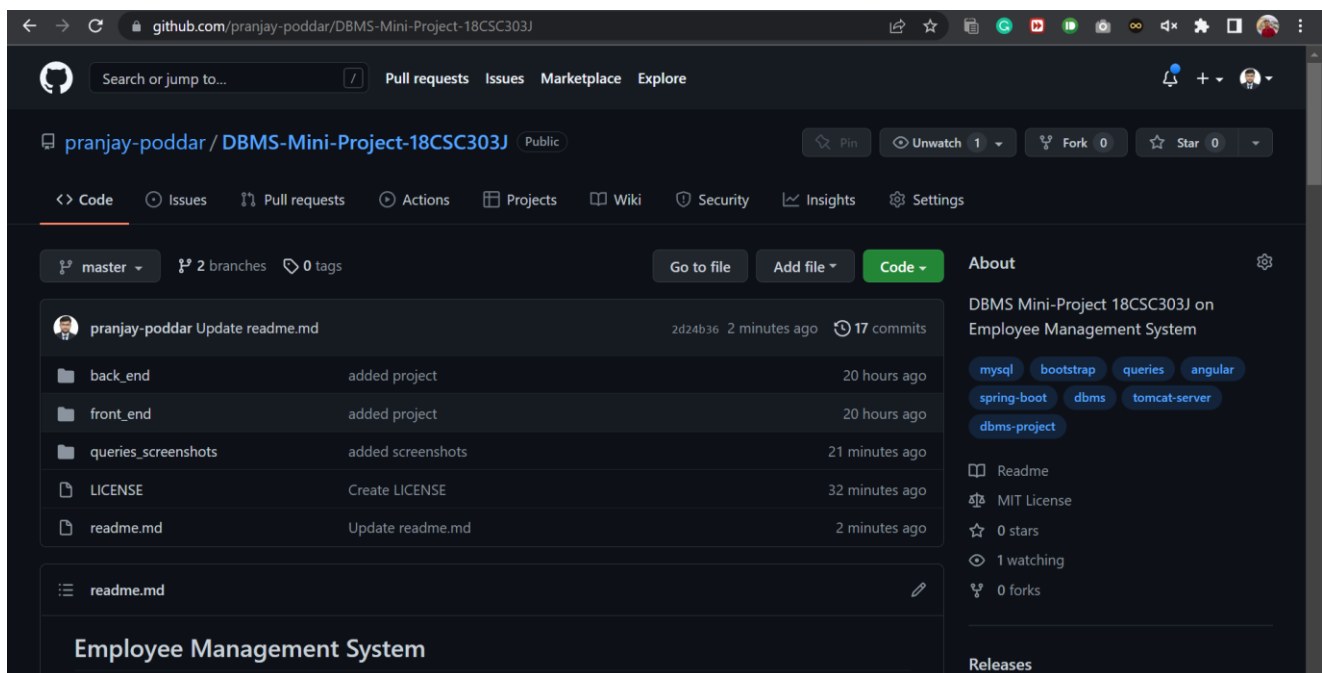 github.com/pranjay-poddar/DBMS-Mini-Project-18CSC303J
Search or jump to... / Pull requests Issues Marketplace Explore
pranjay-poddar / DBMS-Mini-Project-18CSC303J Public Pin Unwatch 1 Fork 0 Star 0
Code Issues Pull requests Actions Projects Wiki Security Insights Settings
master 2 branches 0 tags Go to file Add file Code
pranjay-poddar Update readme.md 2d24b36 2 minutes ago 17 commits
back_end added project 20 hours ago
front_end added project 20 hours ago
queries_screenshots added screenshots 21 minutes ago
LICENSE Create LICENSE 32 minutes ago
readme.md Update readme.md 2 minutes ago
readme.md
Employee Management System
About
DBMS Mini-Project 18CSC303J on
Employee Management System
mysql bootstrap queries angular
spring-boot dbms tomcat-server
dbms-project
Readme
MIT License
0 stars
1 watching
0 forks
Releases